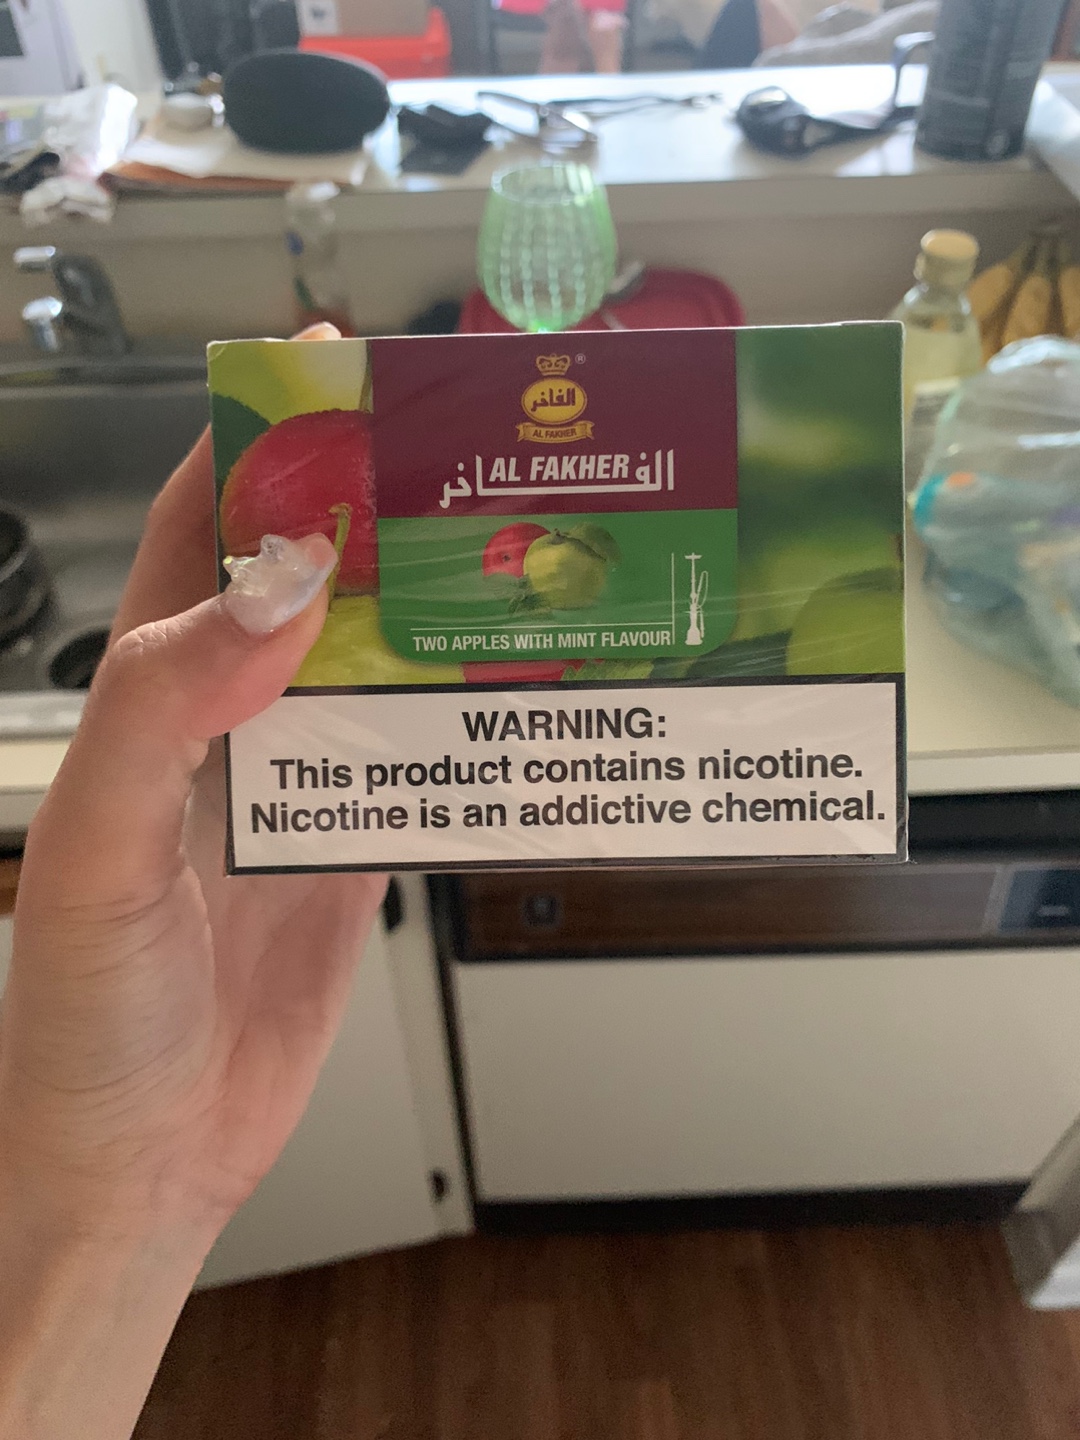 ®
الفاخر
AL FAKHER
الفاخر
AL FAKHER
TWO APPLES WITH MINT FLAVOUR
WARNING:
This product contains nicotine.
Nicotine is an addictive chemical.